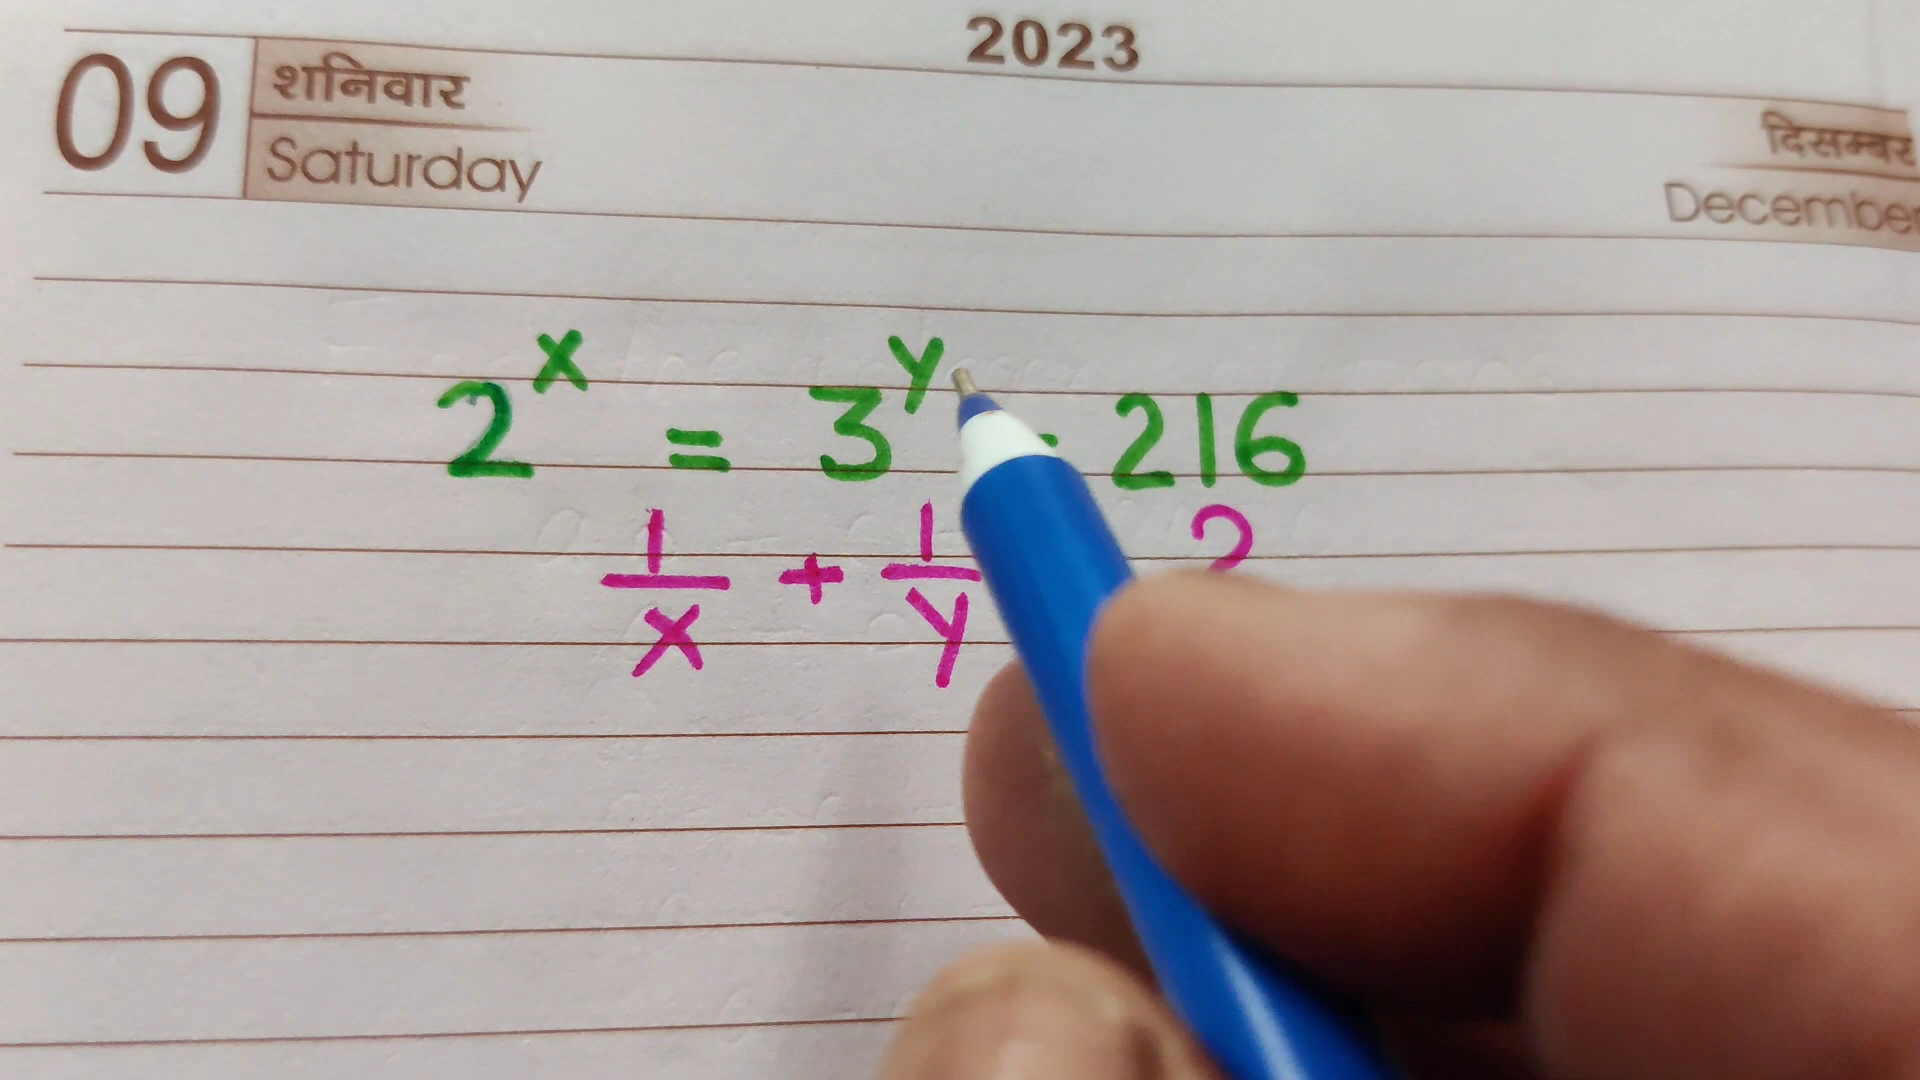 2023
09 शनिवार दिसम्बर
Saturday December
2^x = 3^y = 216
1/x + 1/y ?